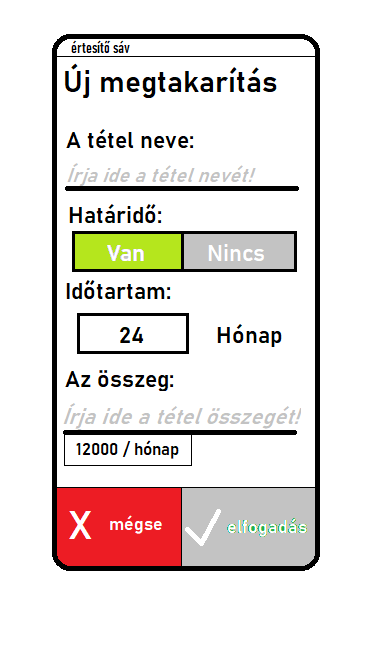 értesítő sáv
Új megtakarítás
A tétel neve:
Írja ide a tétel nevét!
Határidő:
Van Nincs
Időtartam:
24 Hónap
Az összeg:
Írja ide a tétel összegét!
12000 / hónap
X mégse elfogadás